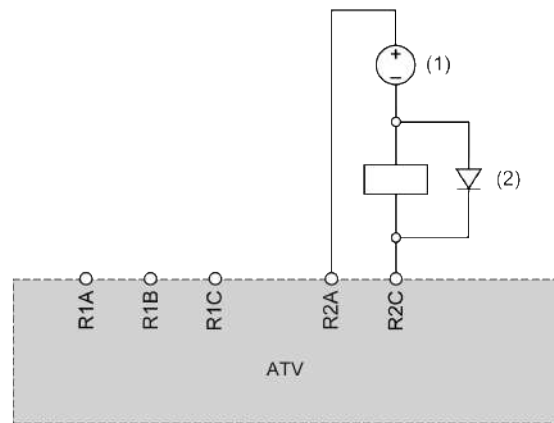 +
(1)
−
(2)
R1A
R1B
R1C
R2A
R2C
ATV